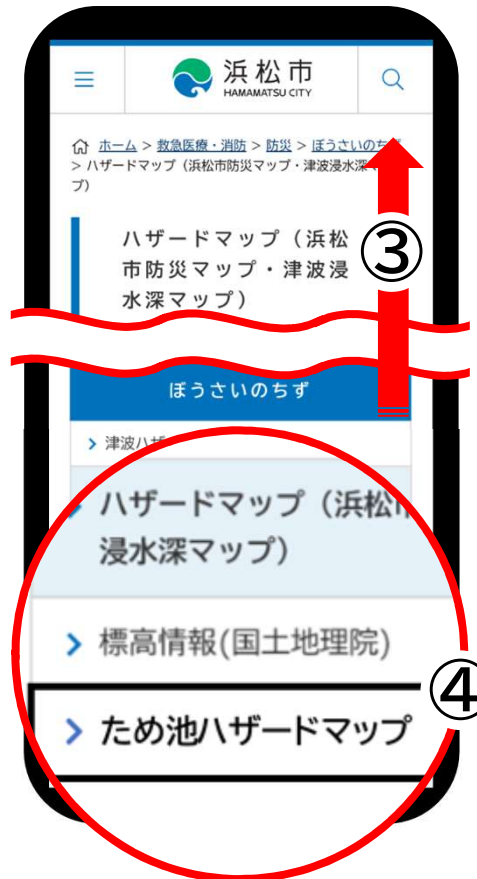 浜松市
HAMAMATSU CITY
ホーム > 救急医療・消防 > 防災 > ぼうさいのちず
> ハザードマップ（浜松市防災マップ・津波浸水深マッ
プ）
ハザードマップ（浜松
市防災マップ・津波浸
水深マップ）
③
ぼうさいのちず
> 津波ハザ
ハザードマップ（浜松市
浸水深マップ）
> 標高情報(国土地理院)
④
> ため池ハザードマップ